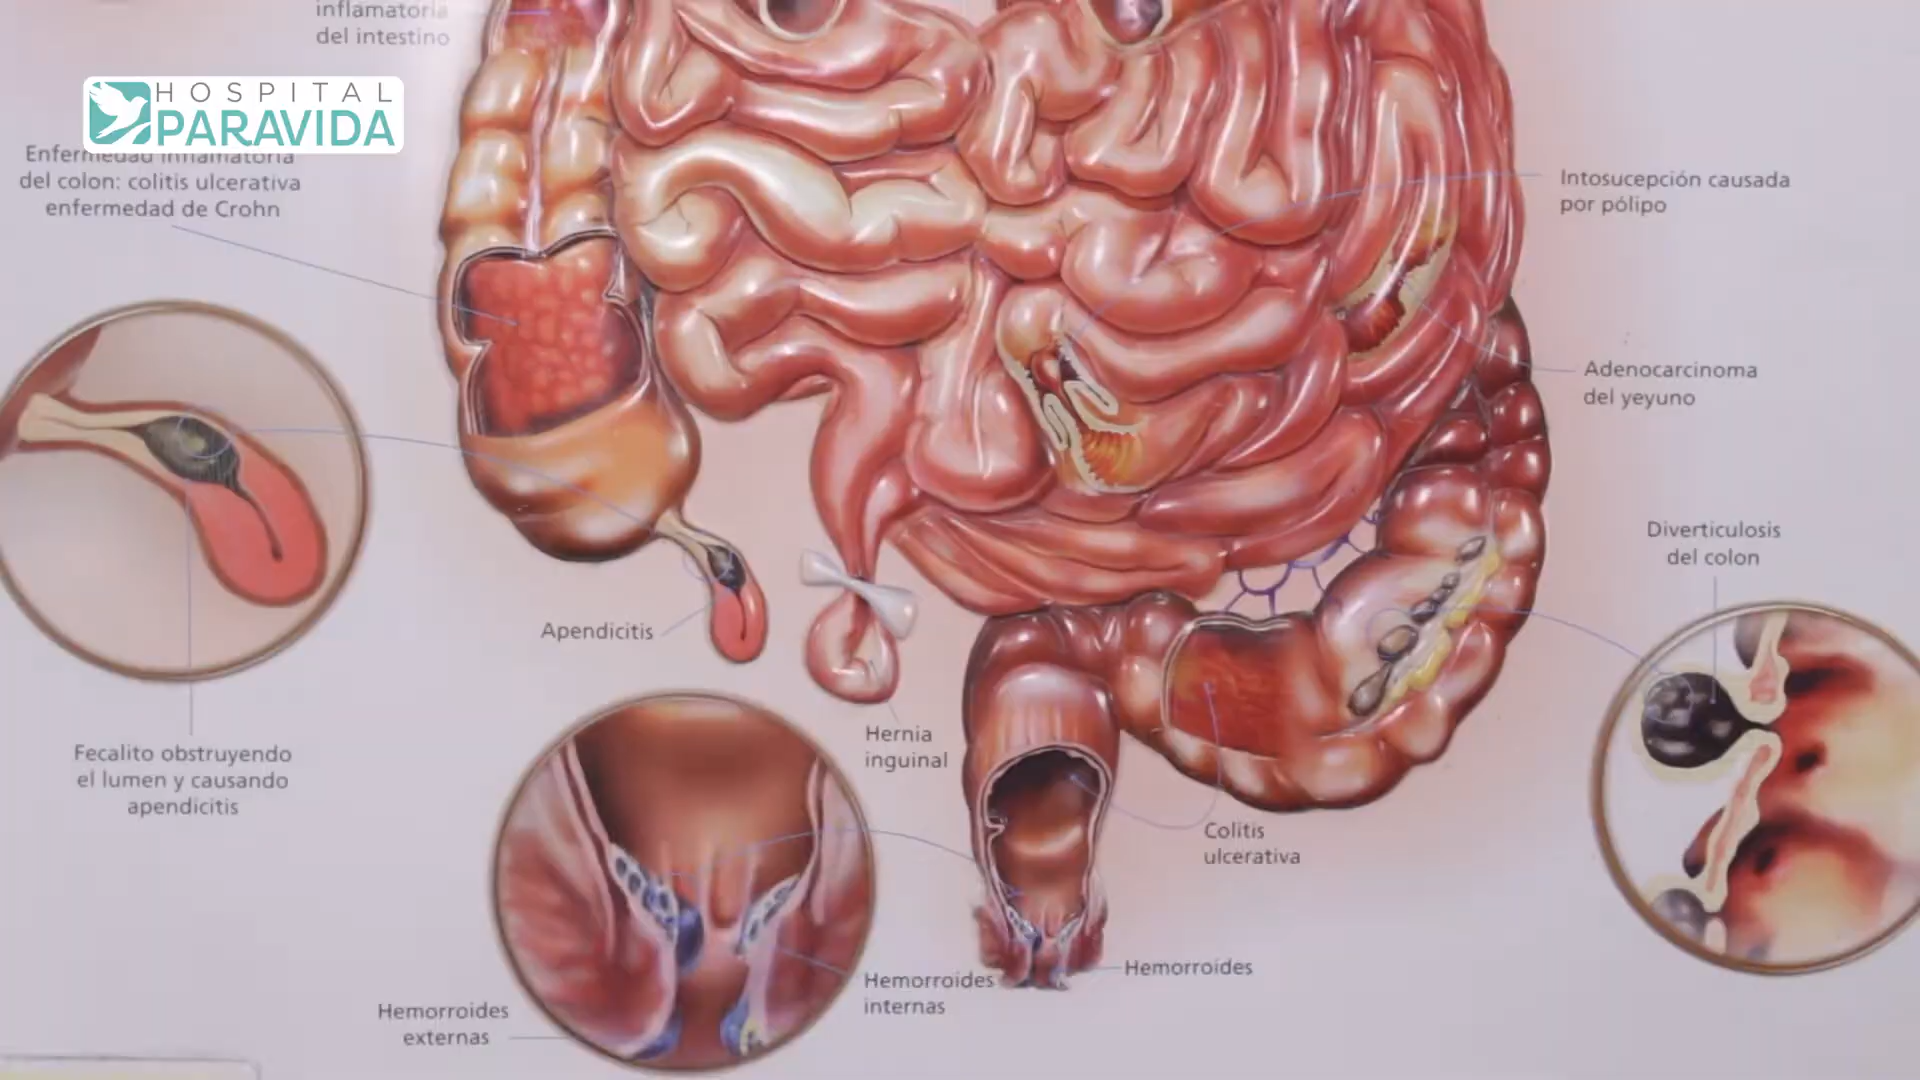 inflamatoria
del intestino
HOSPITAL
PARAVIDA
Enfermedad inflamatoria
del colon: colitis ulcerativa
enfermedad de Crohn
Intosucepción causada
por pólipo
Adenocarcinoma
del yeyuno
Diverticulosis
del colon
Apendicitis
Hernia
inguinal
Fecalito obstruyendo
el lumen y causando
apendicitis
Colitis
ulcerativa
Hemorroides
internas
Hemorroides
Hemorroides
externas